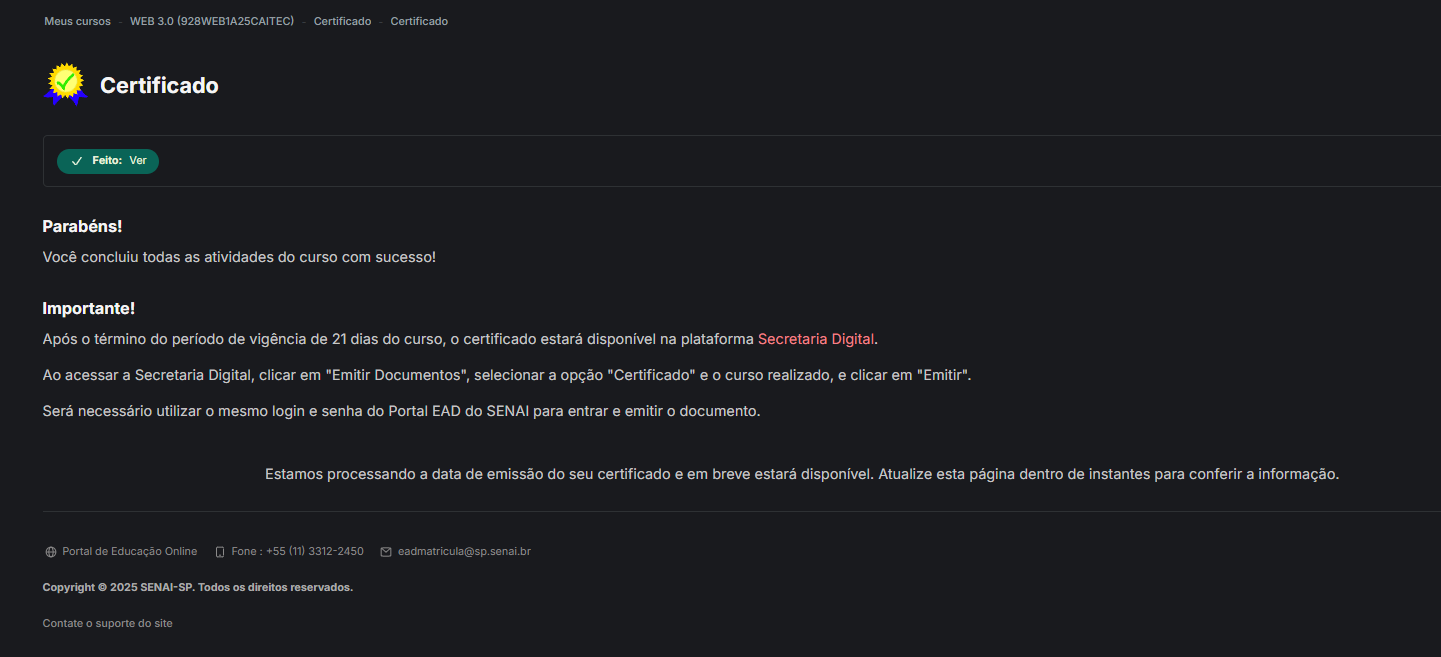 Meus cursos - WEB 3.0 (928WEB1A25CAITEC) - Certificado - Certificado
Certificado
Feito: Ver
Parabéns!
Você concluiu todas as atividades do curso com sucesso!
Importante!
Após o término do período de vigência de 21 dias do curso, o certificado estará disponível na plataforma Secretaria Digital.
Ao acessar a Secretaria Digital, clicar em "Emitir Documentos", selecionar a opção "Certificado" e o curso realizado, e clicar em "Emitir".
Será necessário utilizar o mesmo login e senha do Portal EAD do SENAI para entrar e emitir o documento.
Estamos processando a data de emissão do seu certificado e em breve estará disponível. Atualize esta página dentro de instantes para conferir a informação.
Portal de Educação Online Fone : +55 (11) 3312-2450 eadmatricula@sp.senai.br
Copyright © 2025 SENAI-SP. Todos os direitos reservados.
Contate o suporte do site